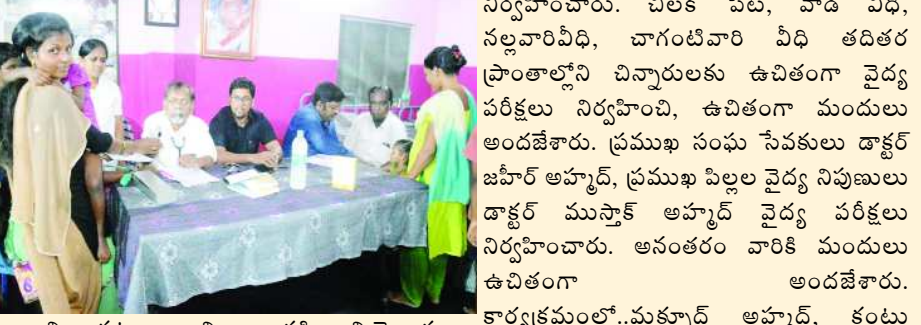 నిర్వహించారు. చిలక పేట, వాడ వీధి,
నల్లవారివీధి, చాగంటివారి వీధి తదితర
ప్రాంతాల్లోని చిన్నారులకు ఉచితంగా వైద్య
పరీక్షలు నిర్వహించి, ఉచితంగా మందులు
అందజేశారు. ప్రముఖ సంఘ సేవకులు డాక్టర్
జహీర్ అహ్మద్, ప్రముఖ పిల్లల వైద్య నిపుణులు
డాక్టర్ ముస్తాక్ అహ్మద్ వైద్య పరీక్షలు
నిర్వహించారు. అనంతరం వారికి మందులు
ఉచితంగా అందజేశారు.
కార్యక్రమంలో..మక్సూద్ అహ్మద్, కంటు